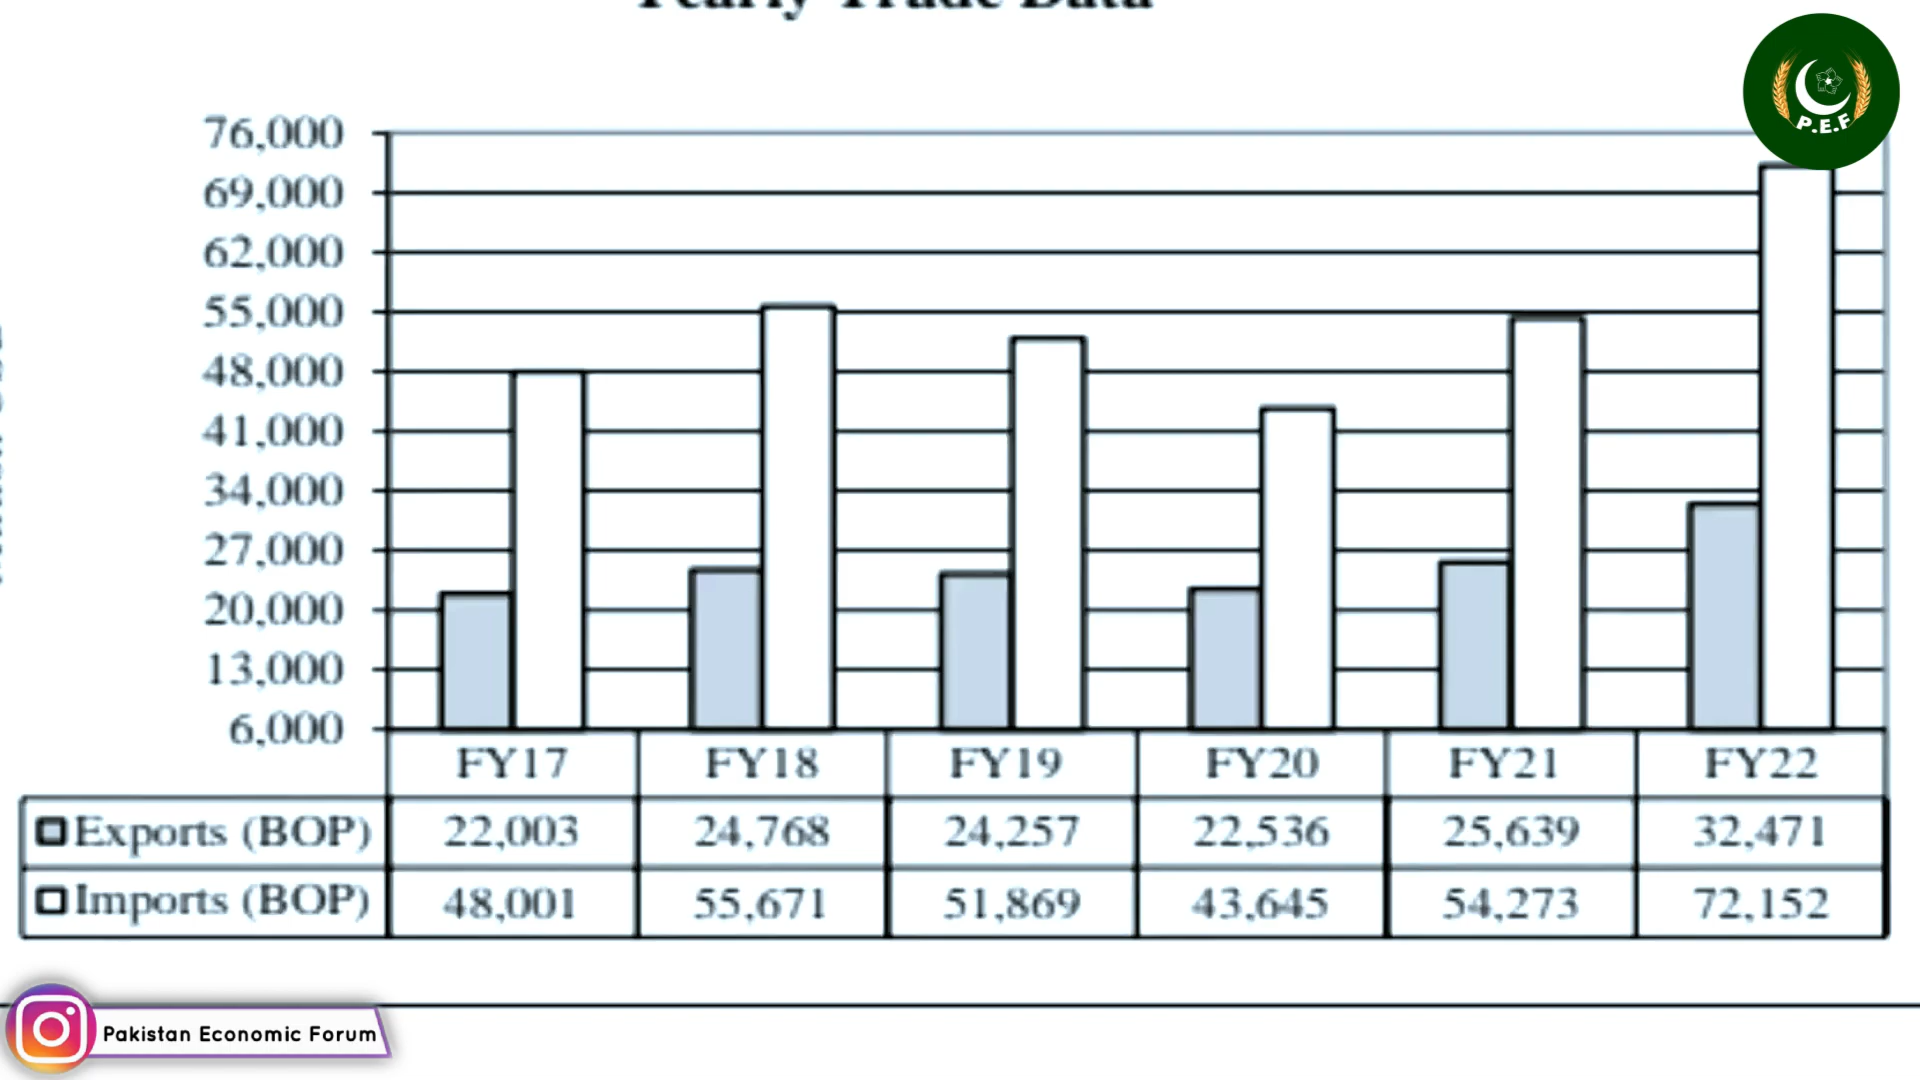 Yearly Trade Data
P.E.F
76,000
69,000
62,000
55,000
48,000
41,000
34,000
27,000
20,000
13,000
6,000
FY17 FY18 FY19 FY20 FY21 FY22
Exports (BOP) 22,003 24,768 24,257 22,536 25,639 32,471
Imports (BOP) 48,001 55,671 51,869 43,645 54,273 72,152
Pakistan Economic Forum